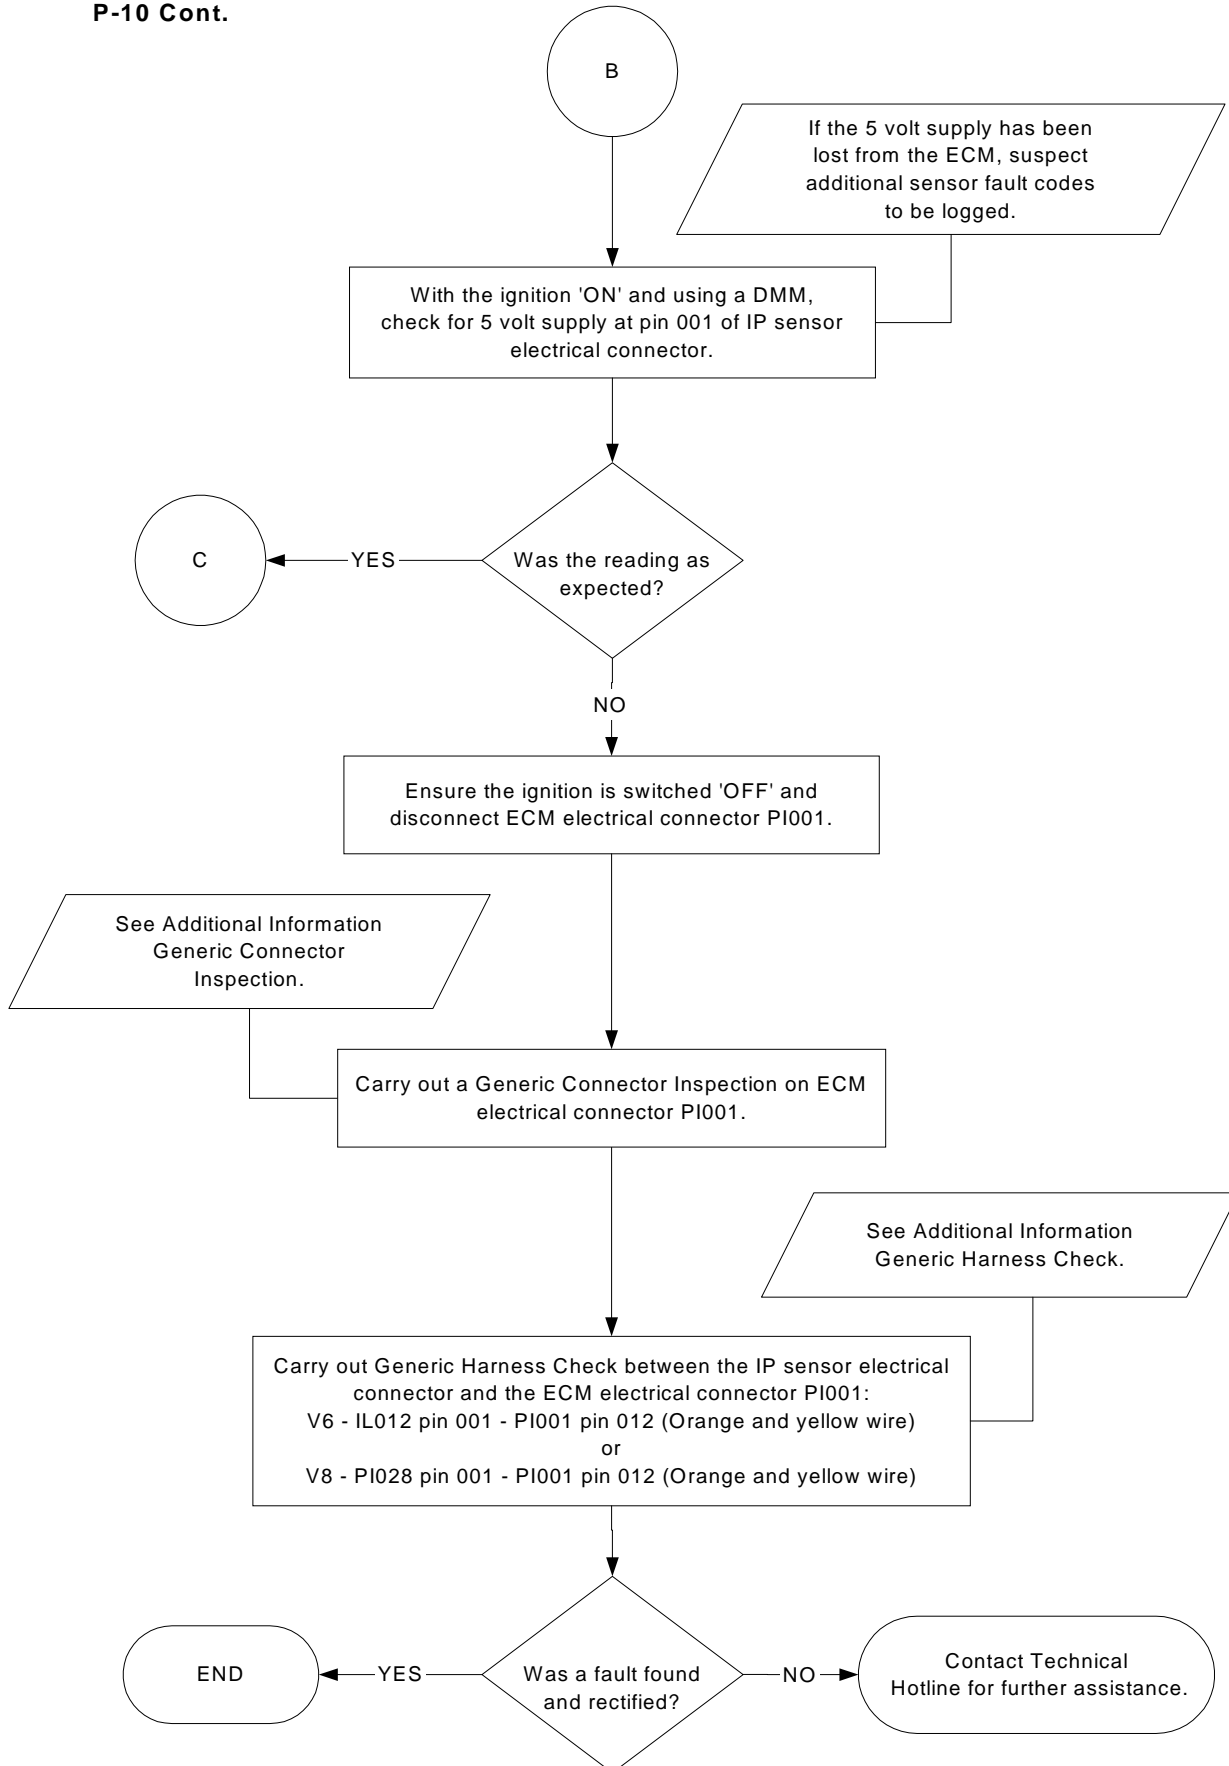 P-10 Cont.
B
If the 5 volt supply has been
lost from the ECM, suspect
additional sensor fault codes
to be logged.
With the ignition 'ON' and using a DMM,
check for 5 volt supply at pin 001 of IP sensor
electrical connector.
C
YES
Was the reading as
expected?
NO
Ensure the ignition is switched 'OFF' and
disconnect ECM electrical connector PI001.
See Additional Information
Generic Connector
Inspection.
Carry out a Generic Connector Inspection on ECM
electrical connector PI001.
See Additional Information
Generic Harness Check.
Carry out Generic Harness Check between the IP sensor electrical
connector and the ECM electrical connector PI001:
V6 - IL012 pin 001 - PI001 pin 012 (Orange and yellow wire)
or
V8 - PI028 pin 001 - PI001 pin 012 (Orange and yellow wire)
END
YES
Was a fault found
and rectified?
NO
Contact Technical
Hotline for further assistance.